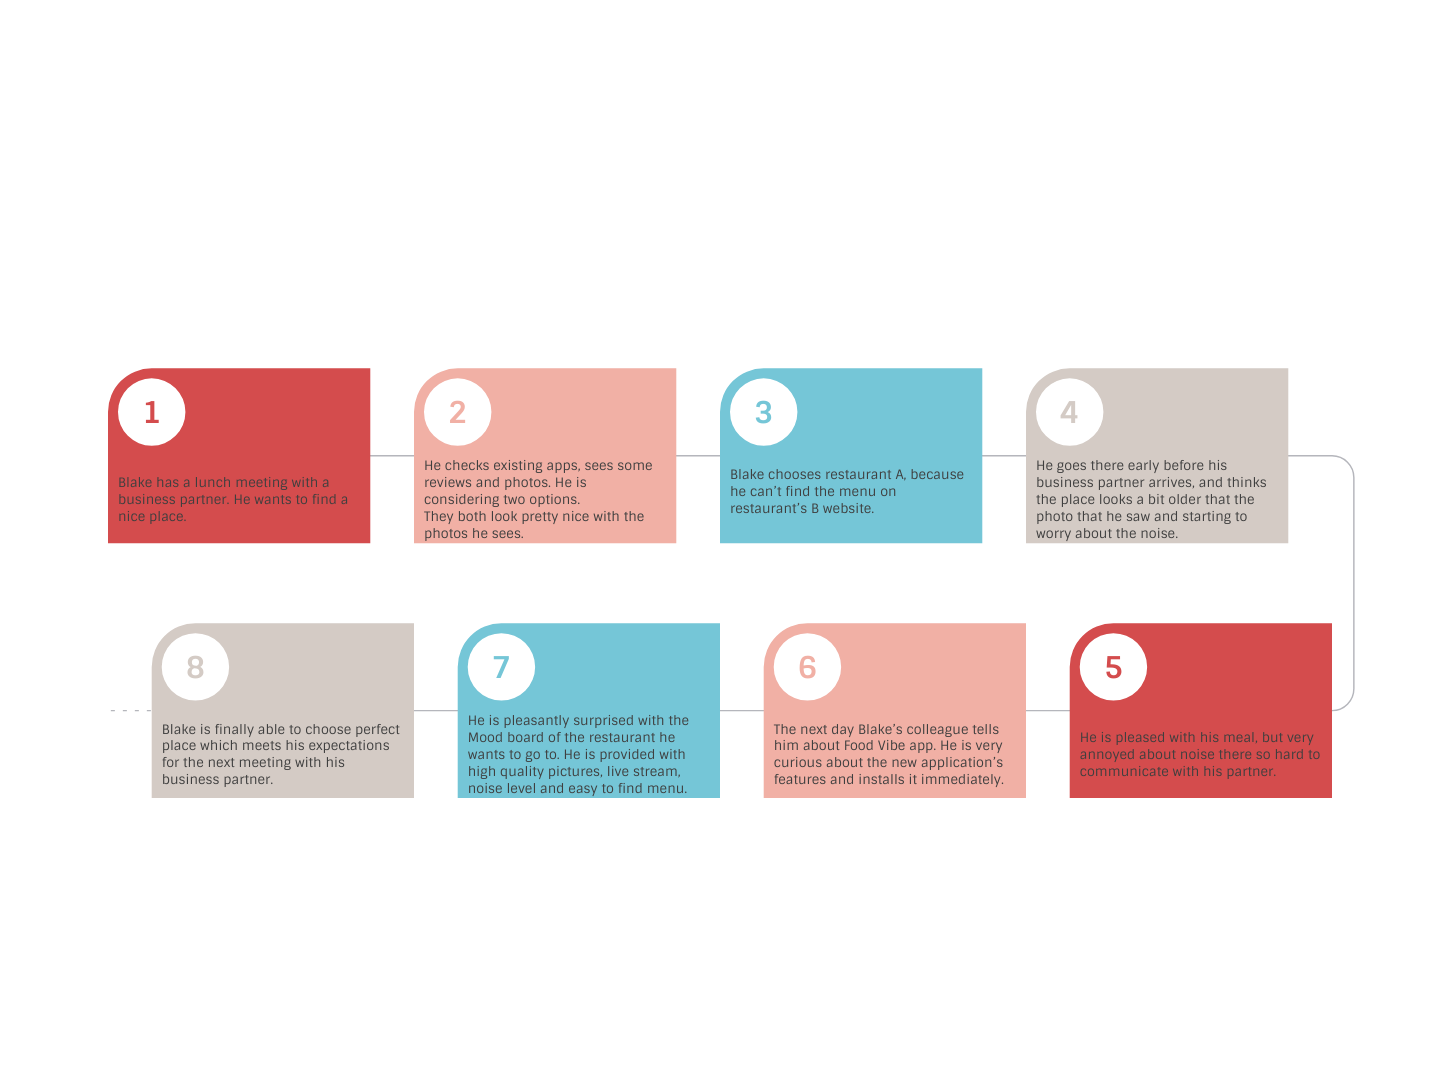 1
Blake has a lunch meeting with a
business partner. He wants to find a
nice place.
2
He checks existing apps, sees some
reviews and photos. He is
considering two options.
They both look pretty nice with the
photos he sees.
3
Blake chooses restaurant A, because
he can’t find the menu on
restaurant’s B website.
4
He goes there early before his
business partner arrives, and thinks
the place looks a bit older that the
photo that he saw and starting to
worry about the noise.
5
He is pleased with his meal, but very
annoyed about noise there so hard to
communicate with his partner.
6
The next day Blake’s colleague tells
him about Food Vibe app. He is very
curious about the new application’s
features and installs it immediately.
7
He is pleasantly surprised with the
Mood board of the restaurant he
wants to go to. He is provided with
high quality pictures, live stream,
noise level and easy to find menu.
8
Blake is finally able to choose perfect
place which meets his expectations
for the next meeting with his
business partner.